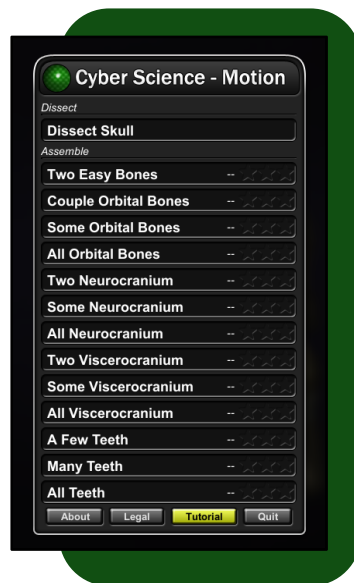 Cyber Science - Motion
Dissect
Dissect Skull
Assemble
Two Easy Bones --
Couple Orbital Bones --
Some Orbital Bones --
All Orbital Bones --
Two Neurocranium --
Some Neurocranium --
All Neurocranium --
Two Viscerocranium --
Some Viscerocranium --
All Viscerocranium --
A Few Teeth --
Many Teeth --
All Teeth --
About Legal Tutorial Quit